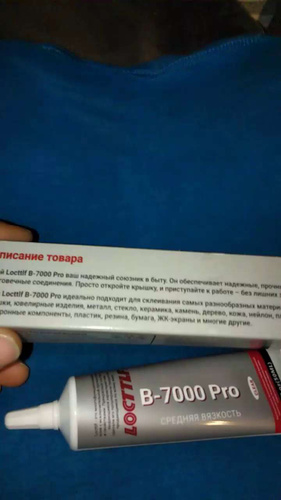 писание товара
й Locttif B-7000 Pro ваш надежный союзник в быту. Он обеспечивает надежные, прочн
говечные соединения. Просто откройте крышку, и приступайте к работе – без лишних
Locttif B-7000 Pro идеально подходит для склеивания самых разнообразных матери
ки, ювелирные изделия, металл, стекло, керамика, камень, дерево, кожа, нейлон, п
ронные компоненты, пластик, резина, бумага, ЖК-экраны и многие другие.
LOCTTIF
B-7000 Pro
СРЕДНЯЯ ВЯЗКОСТЬ